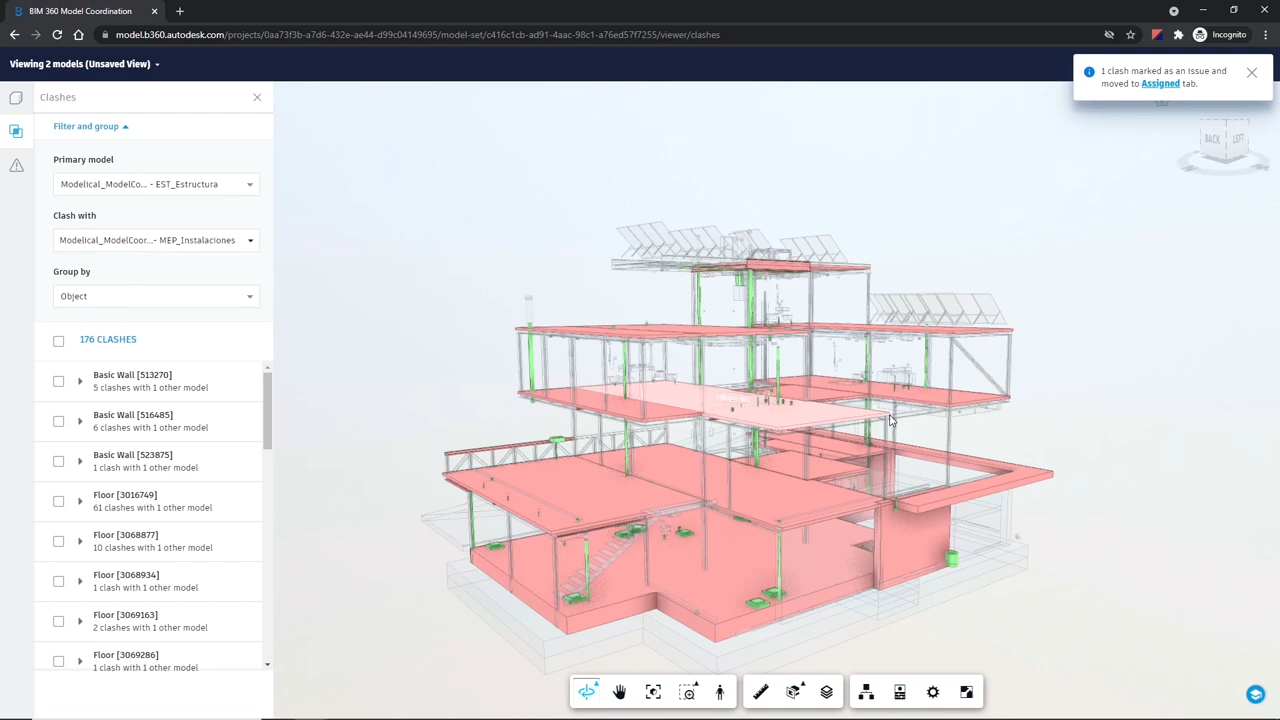 BIM 360 Model Coordination
model.b360.autodesk.com/projects/0aa73f3b-a7d6-432e-ae44-d99c04149695/model-set/c416c1cb-ad91-4aac-98c1-a76ed57f7255/viewer/clashes
Incognito
Viewing 2 models (Unsaved View)
1 clash marked as an issue and
moved to Assigned tab.
Clashes
Filter and group
Primary model
Modelical_ModelCo... - EST_Estructura
Clash with
Modelical_ModelCoor...- MEP_Instalaciones
Group by
Object
176 CLASHES
Basic Wall [513270]
5 clashes with 1 other model
Basic Wall [516485]
6 clashes with 1 other model
Basic Wall [523875]
1 clash with 1 other model
Floor [3016749]
61 clashes with 1 other model
Floor [3068877]
10 clashes with 1 other model
Floor [3068934]
1 clash with 1 other model
Floor [3069163]
2 clashes with 1 other model
Floor [3069286]
1 clash with 1 other model
BACK
LEFT